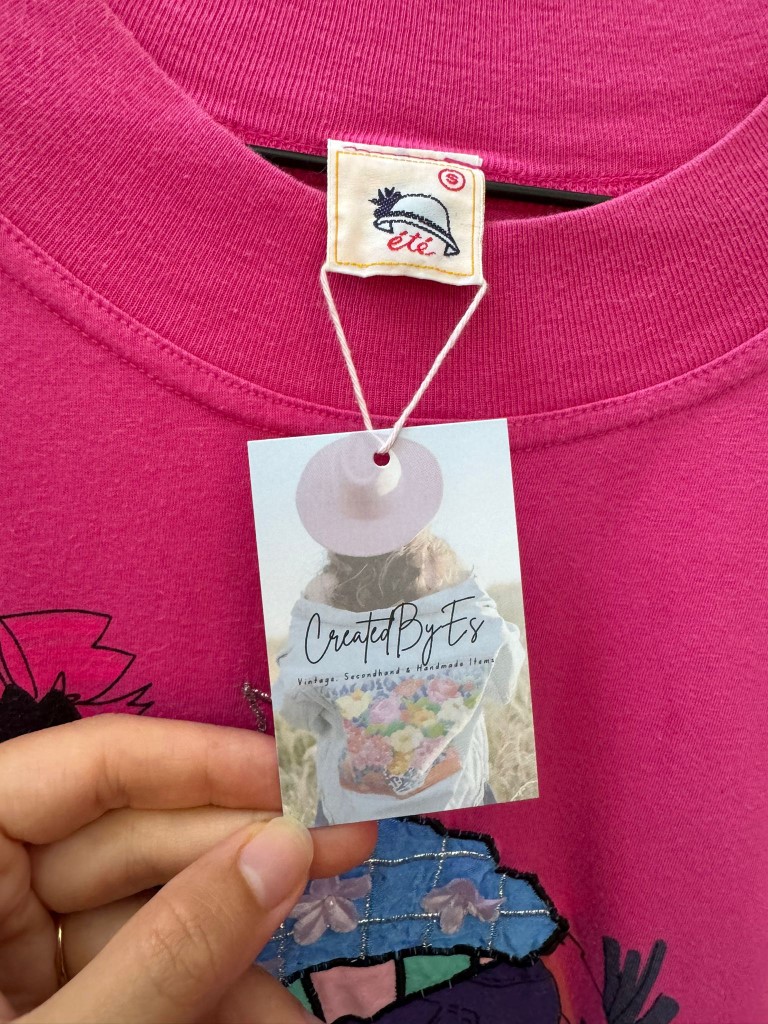 S
été
CreatedByEs
Vintage, Secondhand & Handmade Items